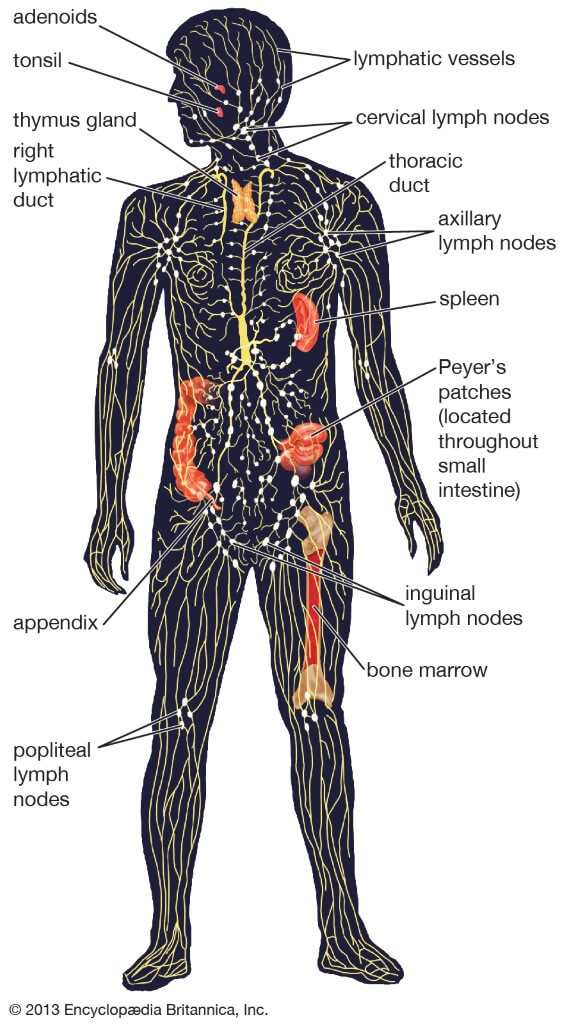 adenoids
tonsil
thymus gland
right
lymphatic
duct
lymphatic vessels
cervical lymph nodes
thoracic
duct
axillary
lymph nodes
spleen
Peyer's
patches
(located
throughout
small
intestine)
inguinal
lymph nodes
appendix
bone marrow
popliteal
lymph
nodes
© 2013 Encyclopædia Britannica, Inc.